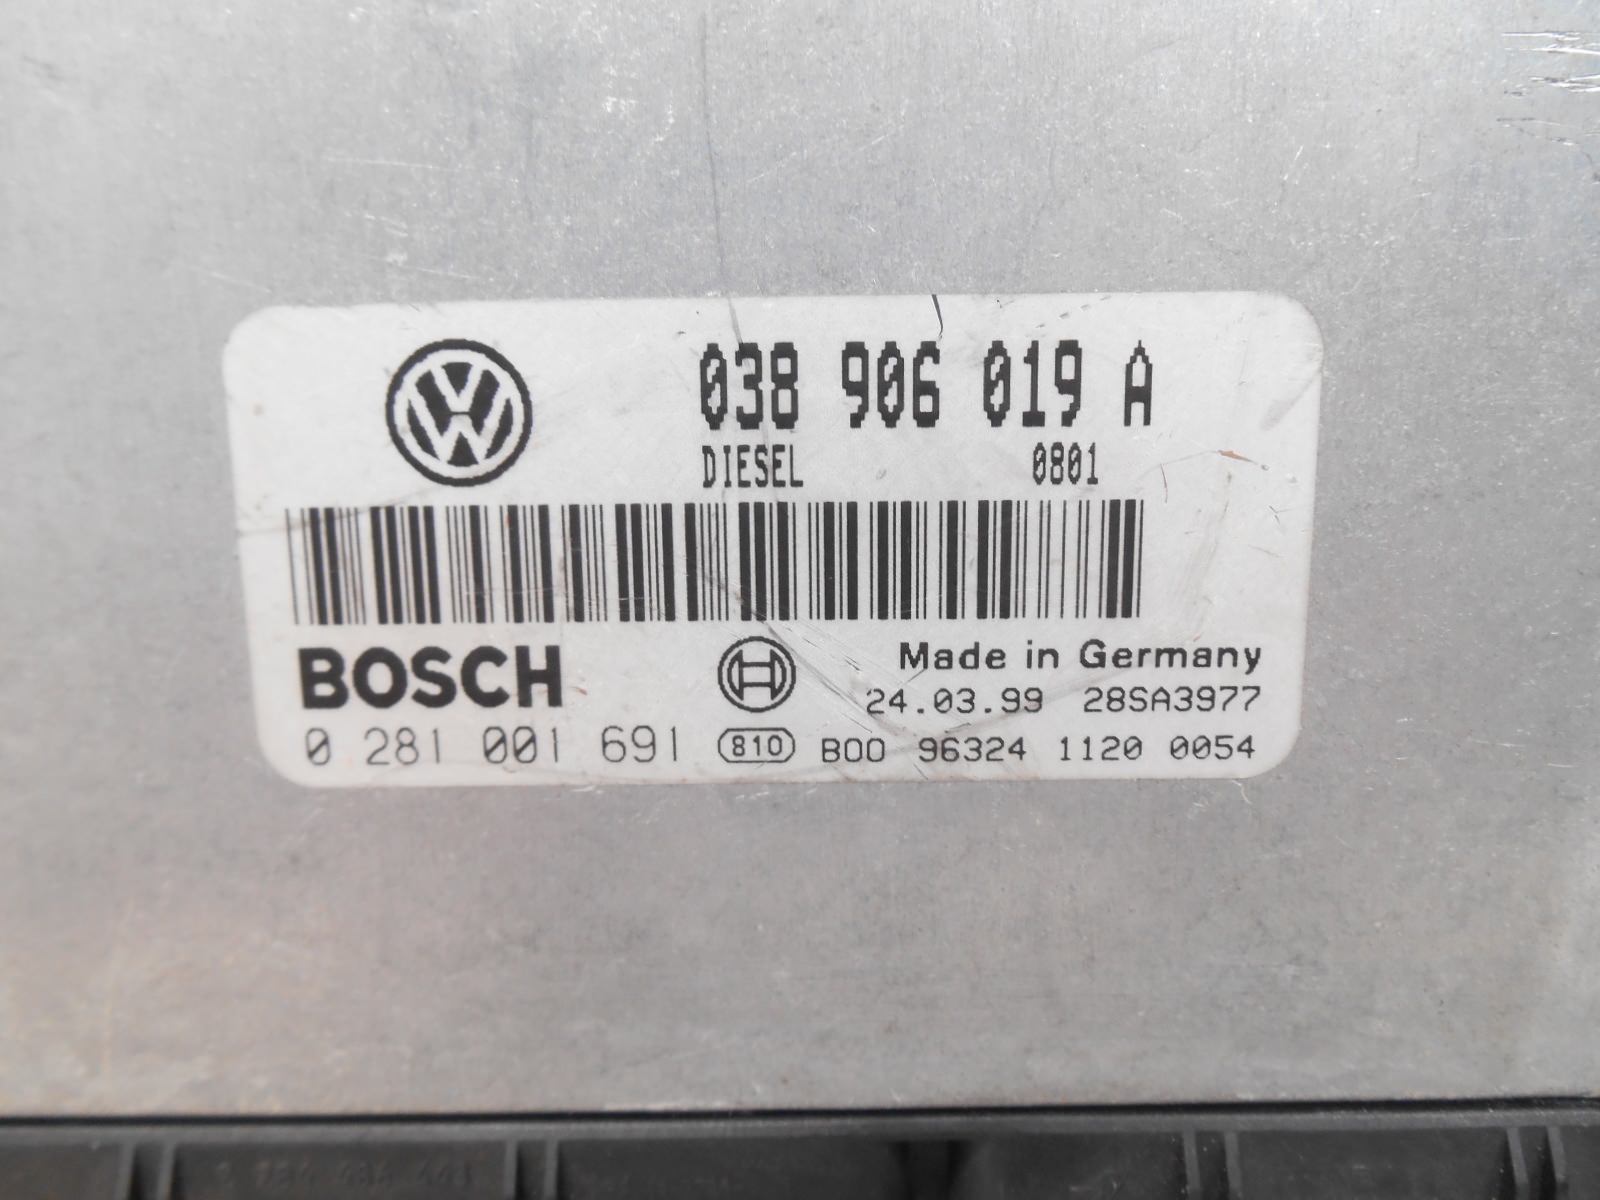 038 906 019 A
DIESEL 0801
BOSCH
Made in Germany
24.03.99 28SA3977
0 281 001 691 810 B00 96324 1120 0054